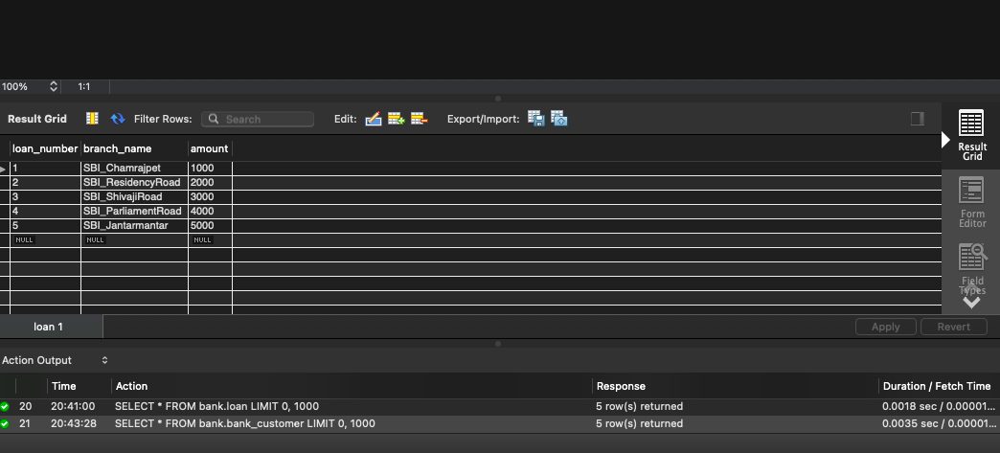 100% 1:1
Result Grid Filter Rows: Search Edit: Export/Import:
Result Grid
Form Editor
Field Types
loan_number branch_name amount
1 SBI_Chamrajpet 1000
2 SBI_ResidencyRoad 2000
3 SBI_ShivajiRoad 3000
4 SBI_ParliamentRoad 4000
5 SBI_Jantarmantar 5000
NULL NULL NULL
loan 1 Apply Revert
Action Output
Time Action Response Duration / Fetch Time
20 20:41:00 SELECT * FROM bank.loan LIMIT 0, 1000 5 row(s) returned 0.0018 sec / 0.00001...
21 20:43:28 SELECT * FROM bank.bank_customer LIMIT 0, 1000 5 row(s) returned 0.0035 sec / 0.00001...